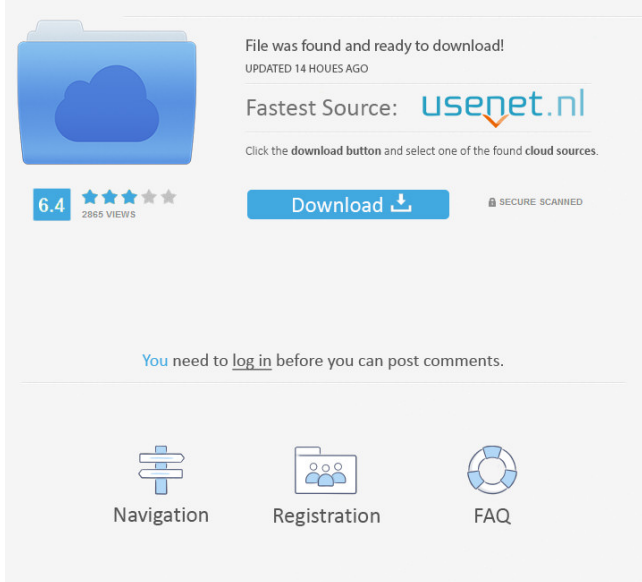 File was found and ready to download!
UPDATED 14 HOUES AGO
Fastest Source: usenet.nl
Click the download button and select one of the found cloud sources.
6.4
2865 VIEWS
Download
SECURE SCANNED
You need to log in before you can post comments.
Navigation
Registration
FAQ